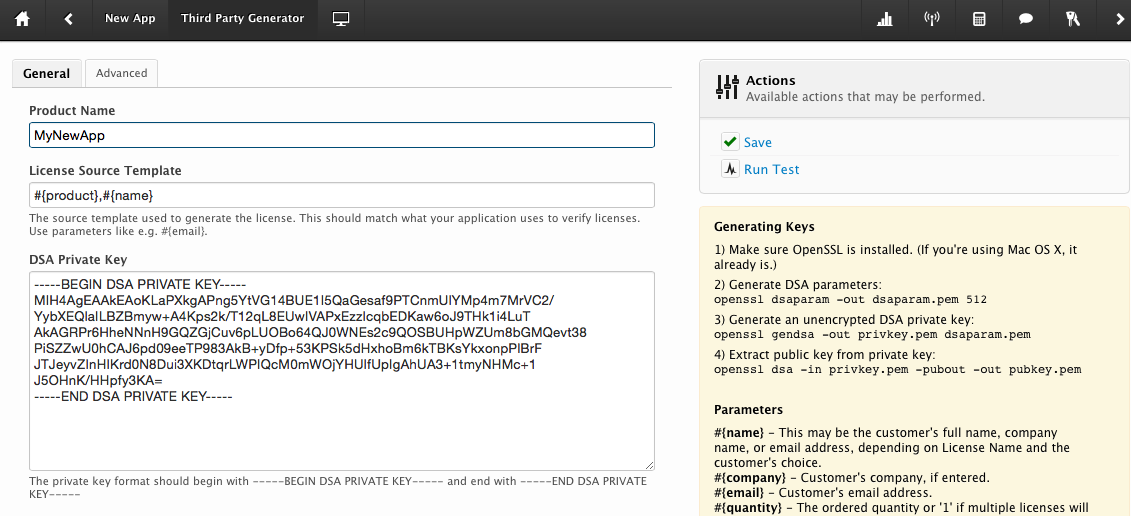 New App
Third Party Generator
General
Advanced
Product Name
MyNewApp
License Source Template
#{product},#{name}
The source template used to generate the license. This should match what your application uses to verify licenses.
Use parameters like e.g. #{email}.
DSA Private Key
-----BEGIN DSA PRIVATE KEY-----
MIH4AgEAAkEAoKLaPXkgAPng5YtVG14BUE1I5QaGesaf9PTCnmUlYMp4m7MrVC2/
YybXEQlalLBZBmyw+A4Kps2k/T12qL8EUwIVAPxEzzlcqbEDKaw6oJ9THk1i4LuT
AkAGRPr6HheNNnH9GQZGjCuv6pLUOBo64QJ0WNEs2c9QOSBUHpWZUm8bGMQevt38
PiSZZwU0hCAJ6pd09eeTP983AkB+yDfp+53KPSk5dHxhoBm6kTBKsYkxonpPIBrF
JTJeyvZInHIKrd0N8Dui3XKDtqrLWPIQcM0mWOjYHUIfUpIgAhUA3+1tmyNHMc+1
J5OHnK/HHpfy3KA=
-----END DSA PRIVATE KEY-----
The private key format should begin with -----BEGIN DSA PRIVATE KEY----- and end with -----END DSA PRIVATE
KEY-----
Actions
Available actions that may be performed.
Save
Run Test
Generating Keys
1) Make sure OpenSSL is installed. (If you're using Mac OS X, it
already is.)
2) Generate DSA parameters:
openssl dsaparam -out dsaparam.pem 512
3) Generate an unencrypted DSA private key:
openssl gendsa -out privkey.pem dsaparam.pem
4) Extract public key from private key:
openssl dsa -in privkey.pem -pubout -out pubkey.pem
Parameters
#{name} - This may be the customer's full name, company
name, or email address, depending on License Name and the
customer's choice.
#{company} - Customer's company, if entered.
#{email} - Customer's email address.
#{quantity} - The ordered quantity or '1' if multiple licenses will